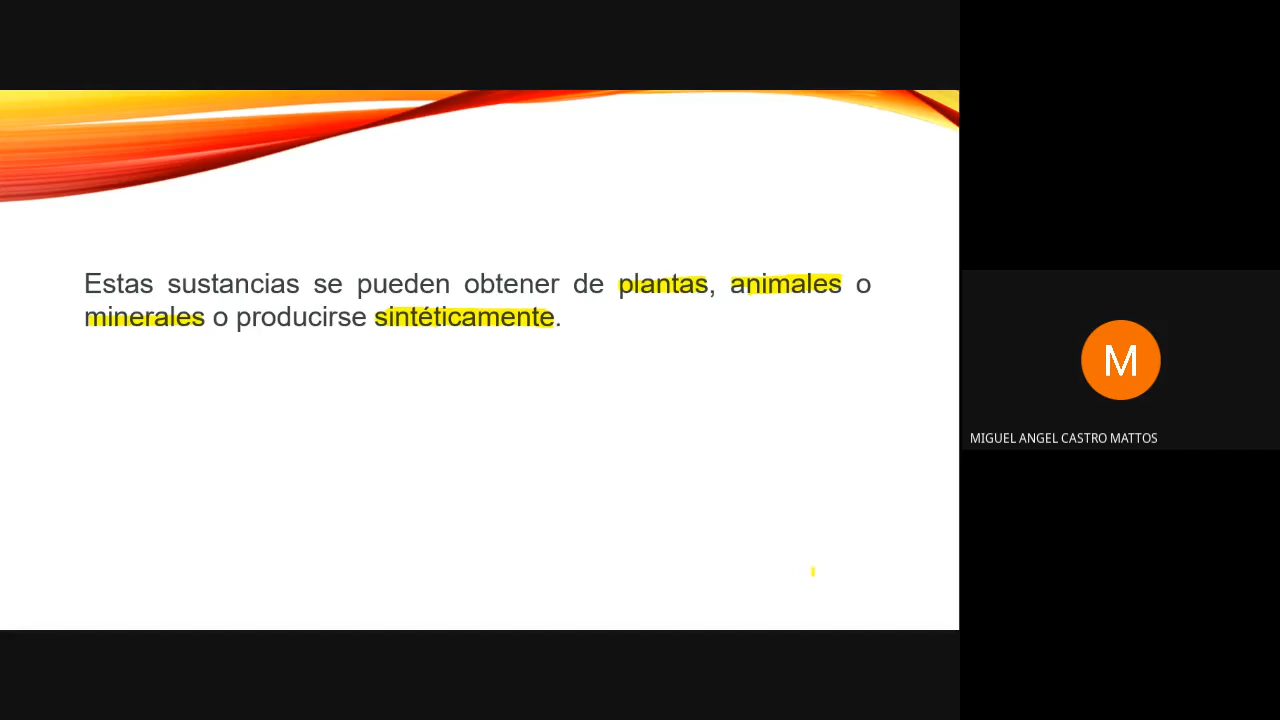 Estas sustancias se pueden obtener de plantas, animales o
minerales o producirse sintéticamente.
M
MIGUEL ANGEL CASTRO MATTOS